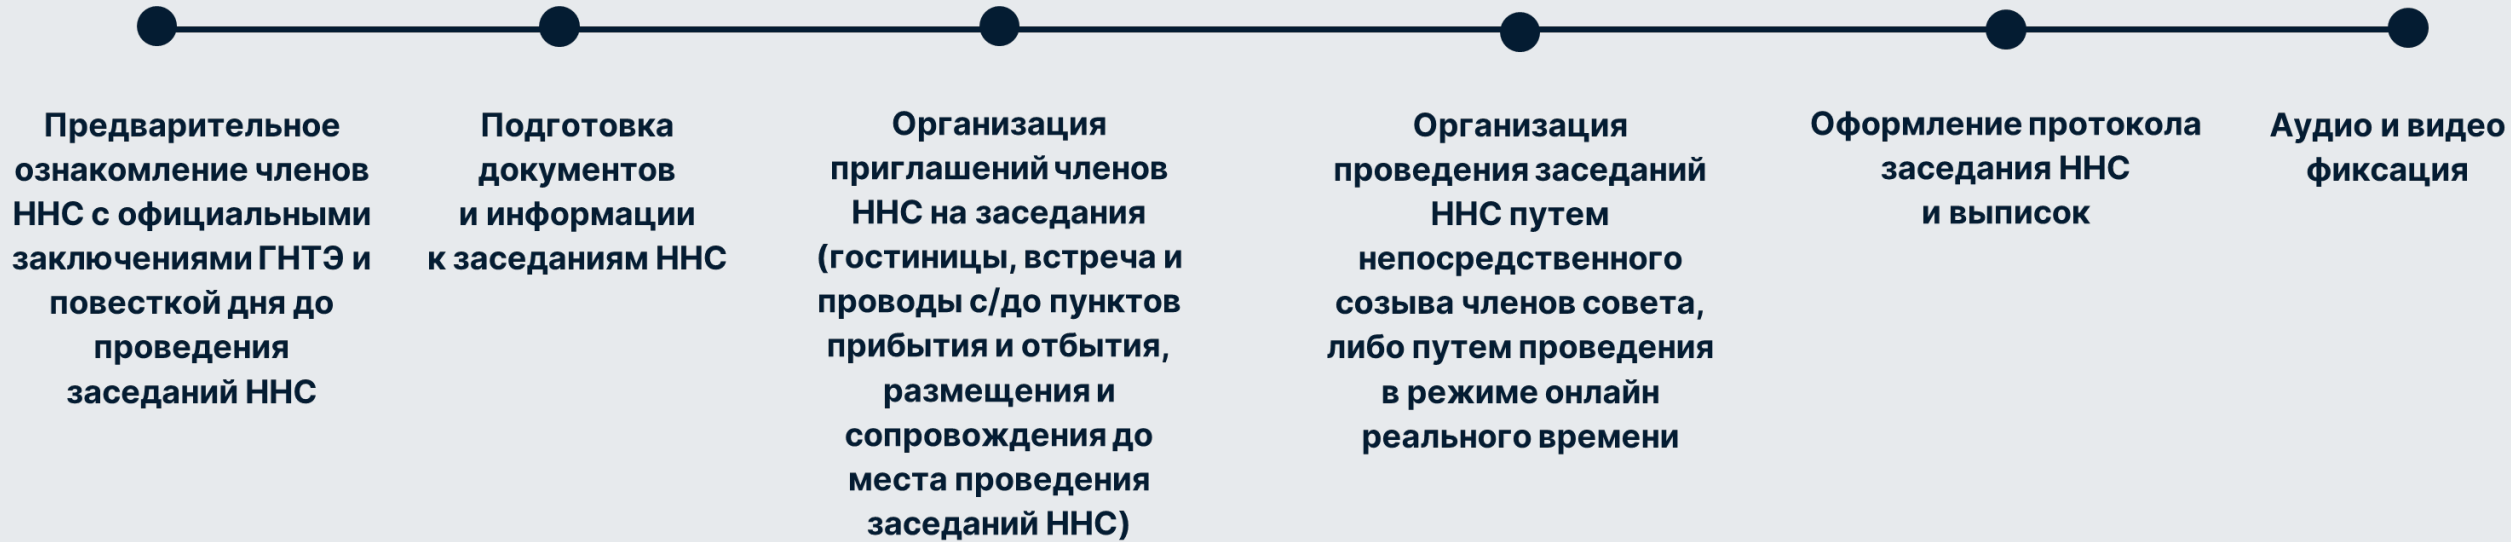 Предварительное
ознакомление членов
ННС с официальными
заключениями ГНТЭ и
повесткой дня до
проведения
заседаний ННС
Подготовка
документов
и информации
к заседаниям ННС
Организация
приглашений членов
ННС на заседания
(гостиницы, встреча и
проводы с/до пунктов
прибытия и отбытия,
размещения и
сопровождения до
места проведения
заседаний ННС)
Организация
проведения заседаний
ННС путем
непосредственного
созыва членов совета,
либо путем проведения
в режиме онлайн
реального времени
Оформление протокола
заседания ННС
и выписок
Аудио и видео
фиксация